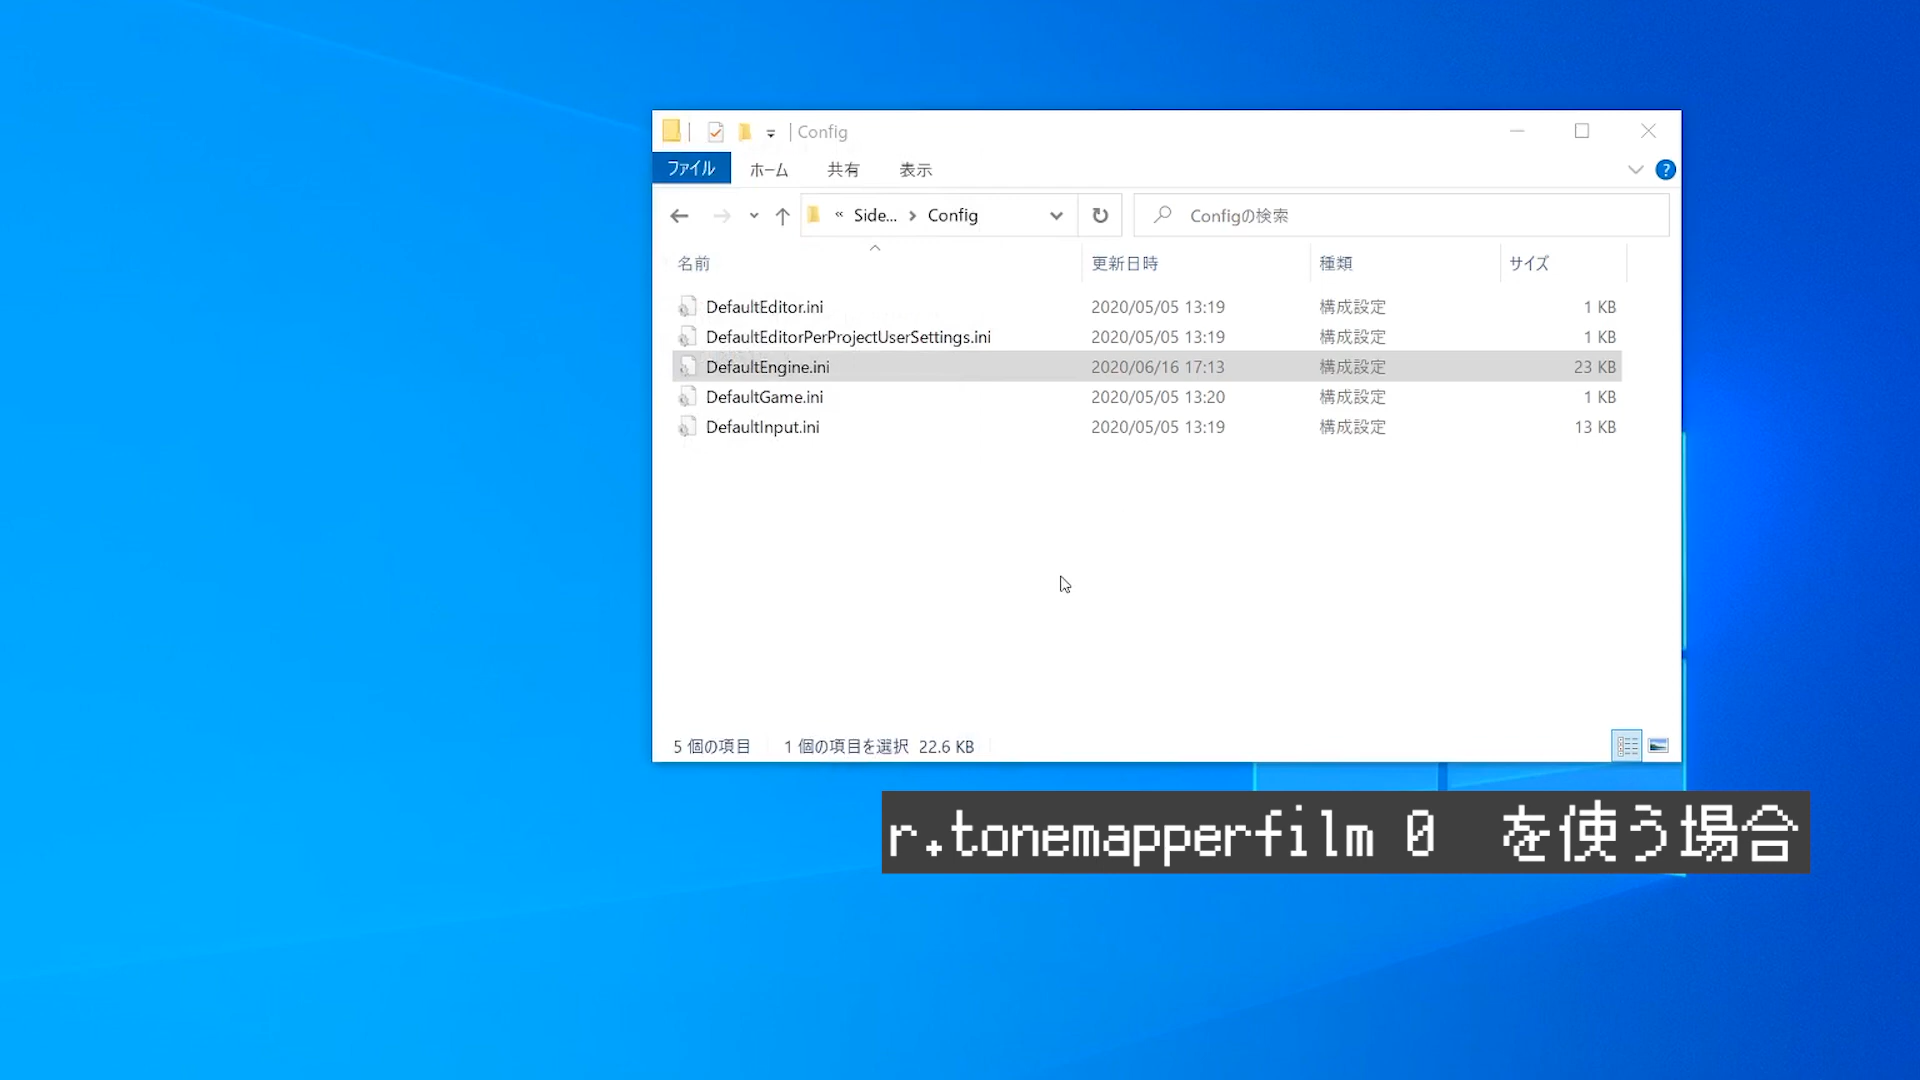 Config
ファイル ホーム 共有 表示
« Side... Config Configの検索
名前 更新日時 種類 サイズ
DefaultEditor.ini 2020/05/05 13:19 構成設定 1 KB
DefaultEditorPerProjectUserSettings.ini 2020/05/05 13:19 構成設定 1 KB
DefaultEngine.ini 2020/06/16 17:13 構成設定 23 KB
DefaultGame.ini 2020/05/05 13:20 構成設定 1 KB
DefaultInput.ini 2020/05/05 13:19 構成設定 13 KB
5 個の項目 1 個の項目を選択 22.6 KB
r.tonemapperfilm 0 を使う場合